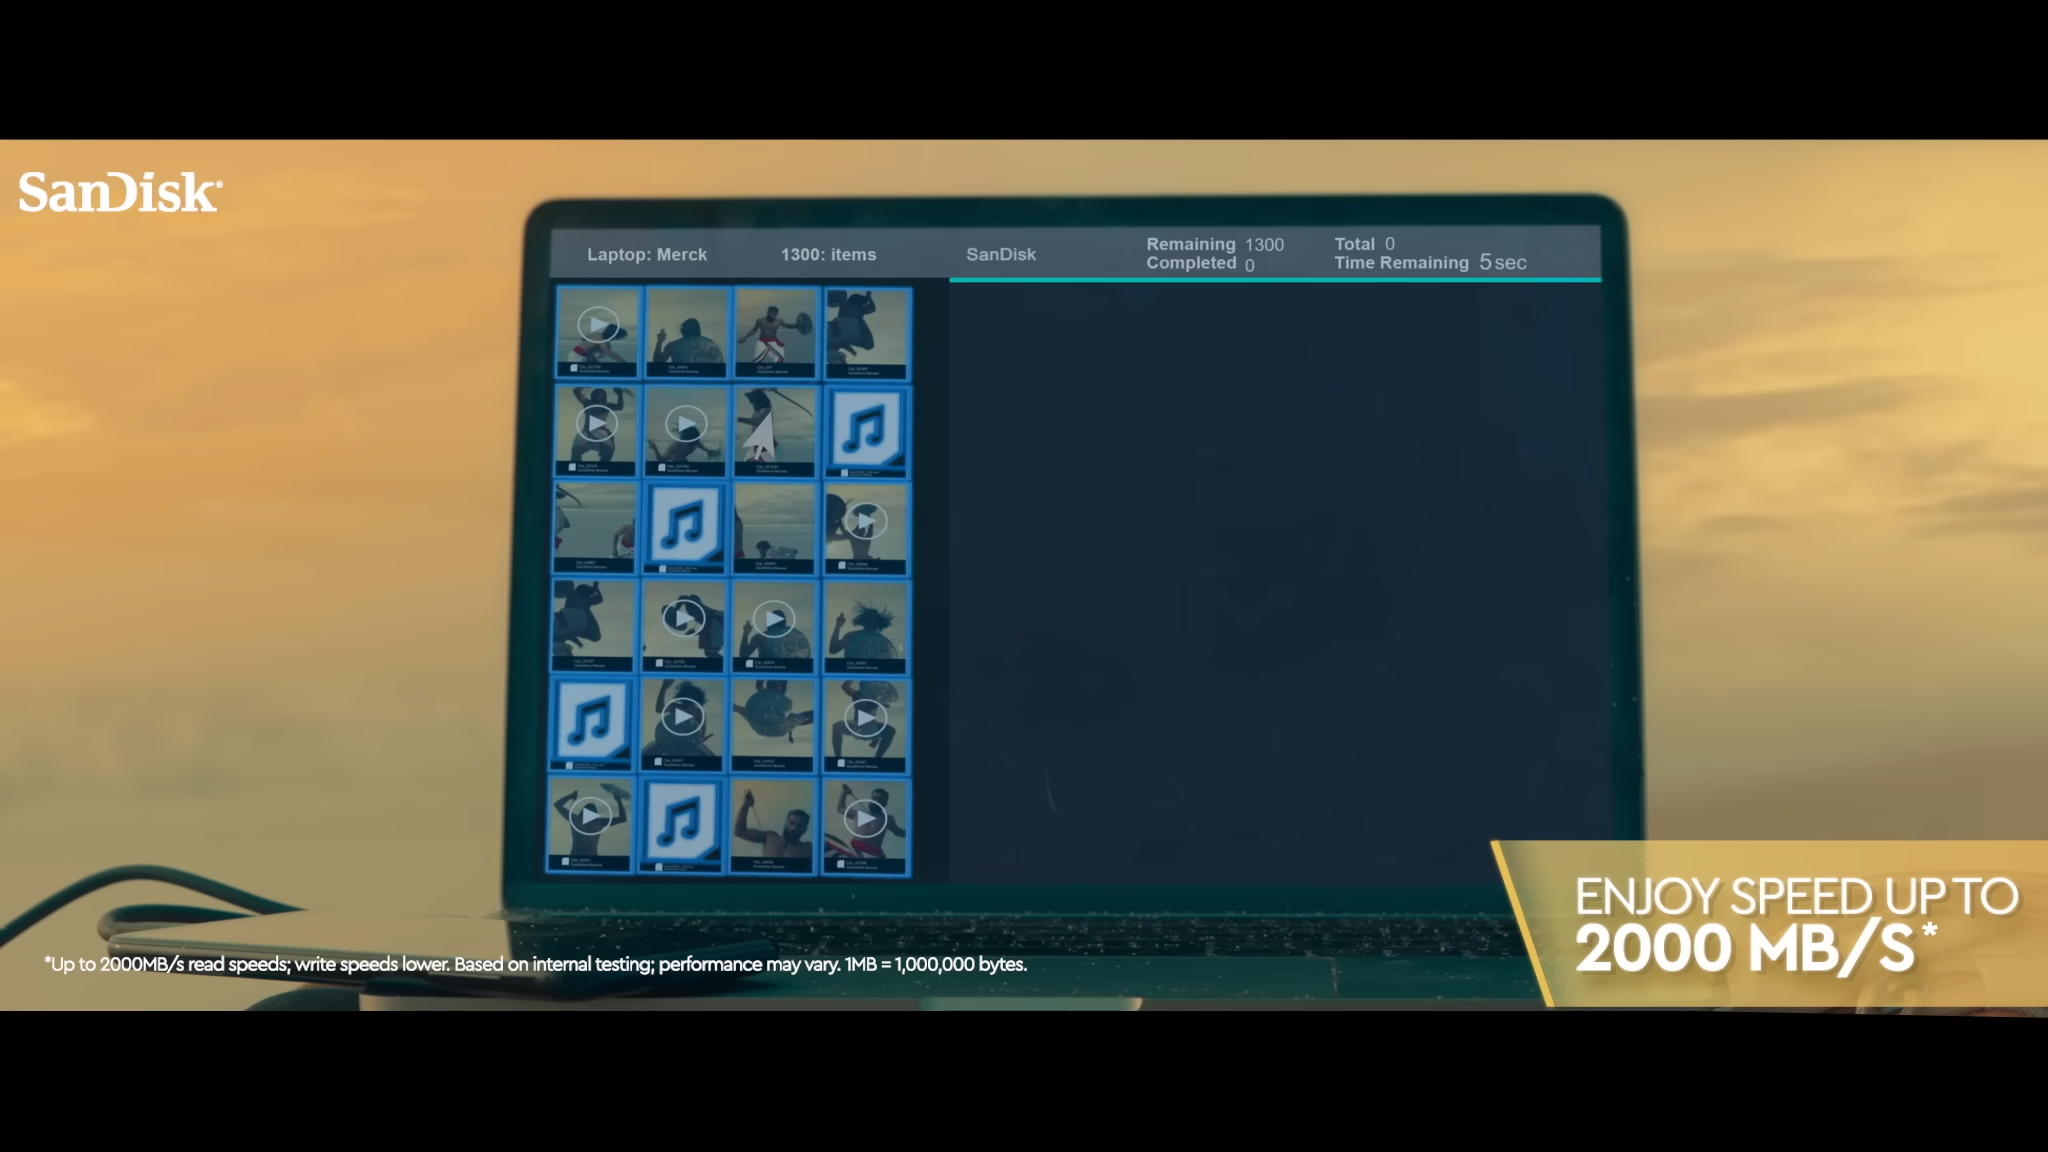 SanDisk
Laptop: Merck
1300: items
SanDisk
Remaining 1300
Completed 0
Total 0
Time Remaining 5 sec
ENJOY SPEED UP TO
2000 MB/S*
*Up to 2000MB/s read speeds; write speeds lower. Based on internal testing; performance may vary. 1MB = 1,000,000 bytes.